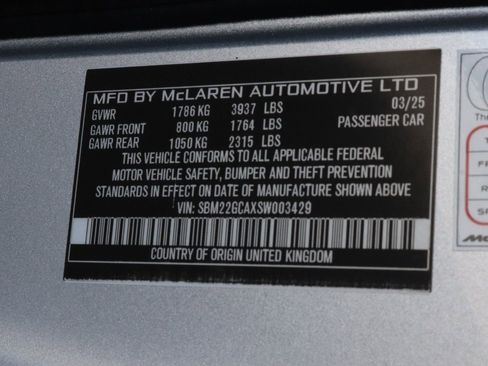 MFD BY McLAREN AUTOMOTIVE LTD
GVWR 1786 KG 3937 LBS 03/25
GAWR FRONT 800 KG 1764 LBS PASSENGER CAR
GAWR REAR 1050 KG 2315 LBS
THIS VEHICLE CONFORMS TO ALL APPLICABLE FEDERAL
MOTOR VEHICLE SAFETY, BUMPER AND THEFT PREVENTION
STANDARDS IN EFFECT ON DATE OF MANUFACTURE SHOWN ABOVE
VIN: SBM22GCAXSW003429
COUNTRY OF ORIGIN UNITED KINGDOM